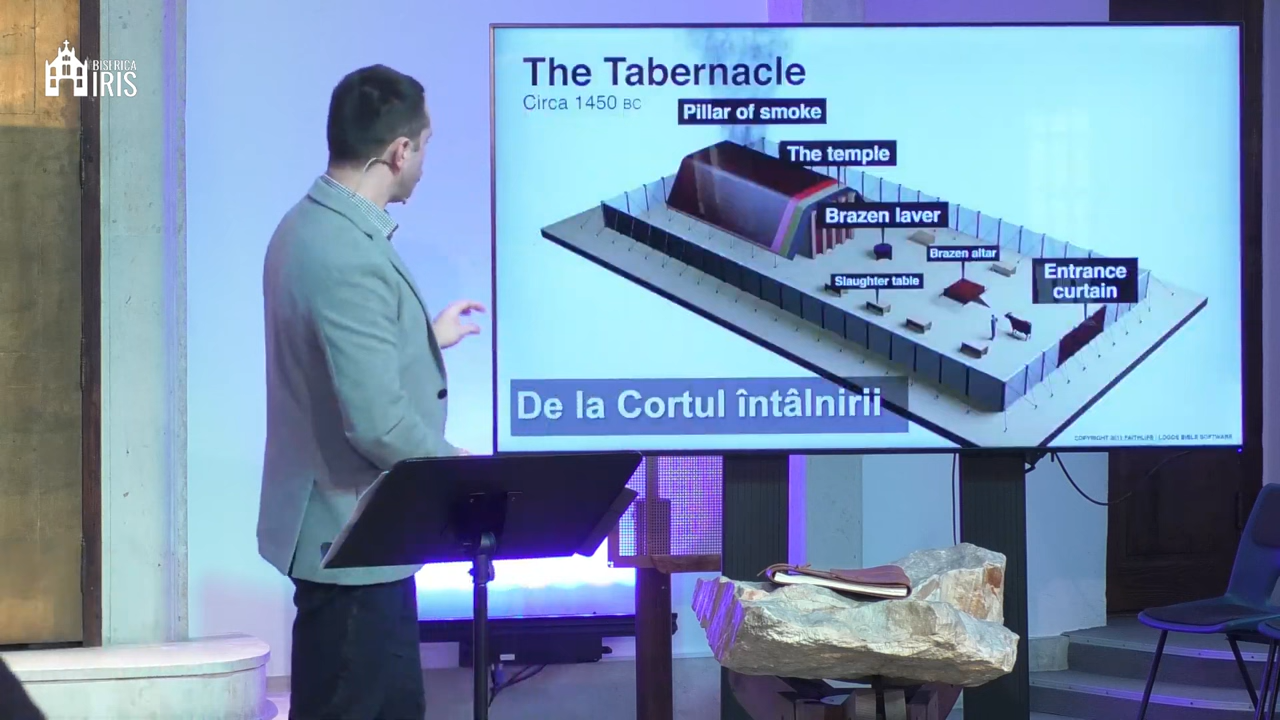 BISERICA
IRIS
The Tabernacle
Circa 1450 BC
Pillar of smoke
The temple
Brazen laver
Brazen altar
Slaughter table
Entrance
curtain
De la Cortul întâlnirii
COPYRIGHT 2011 FAITHLIFE / LOGOS BIBLE SOFTWARE